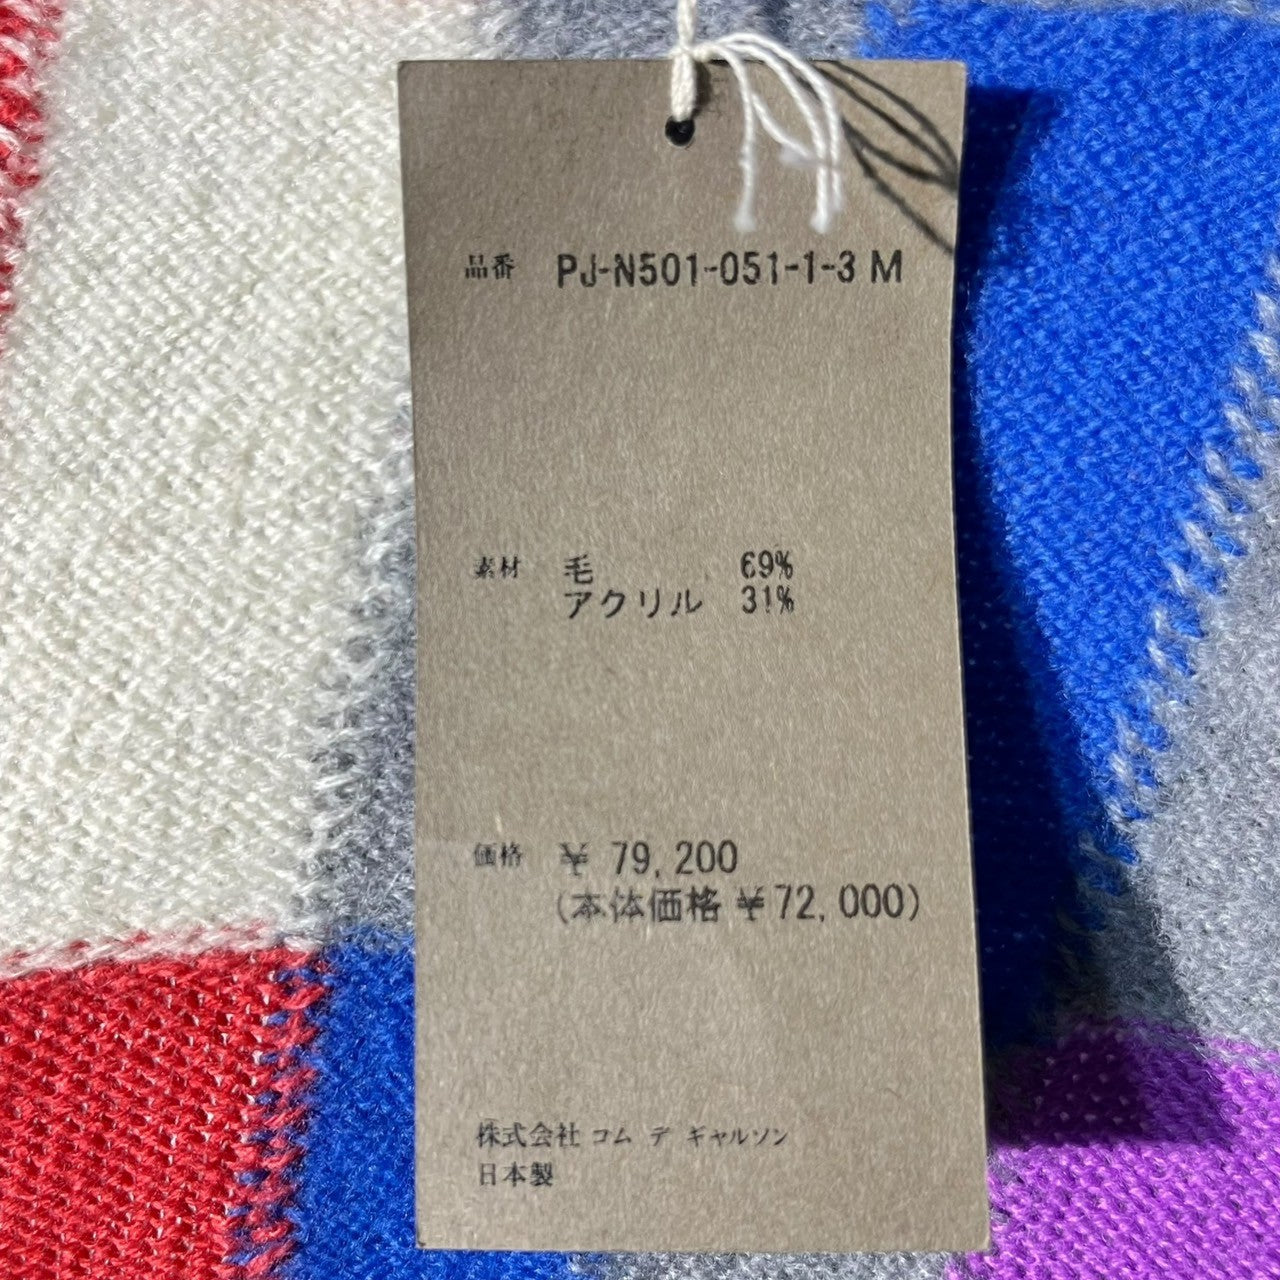 品番 PJ-N501-051-1-3 M
素材 毛 69%
アクリル 31%
価格 ¥ 79,200
(本体価格 ¥72,000)
株式会社 コム デ ギャルソン
日本製